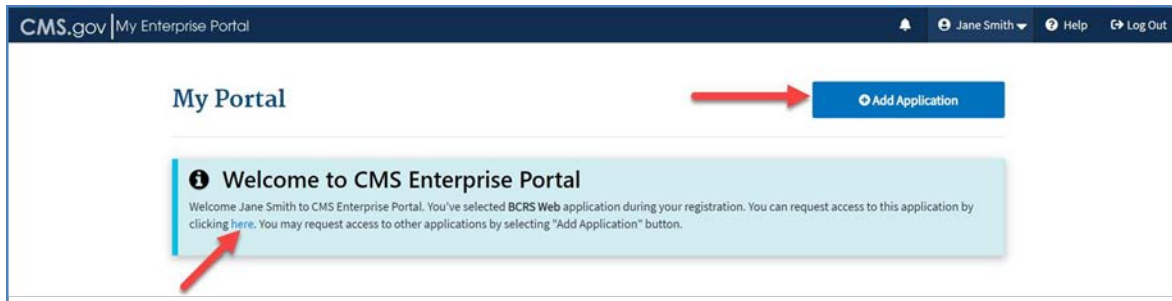 CMS.gov My Enterprise Portal
Jane Smith
Help
Log Out
My Portal
Add Application
Welcome to CMS Enterprise Portal
Welcome Jane Smith to CMS Enterprise Portal. You've selected BCRS Web application during your registration. You can request access to this application by
clicking here. You may request access to other applications by selecting "Add Application" button.